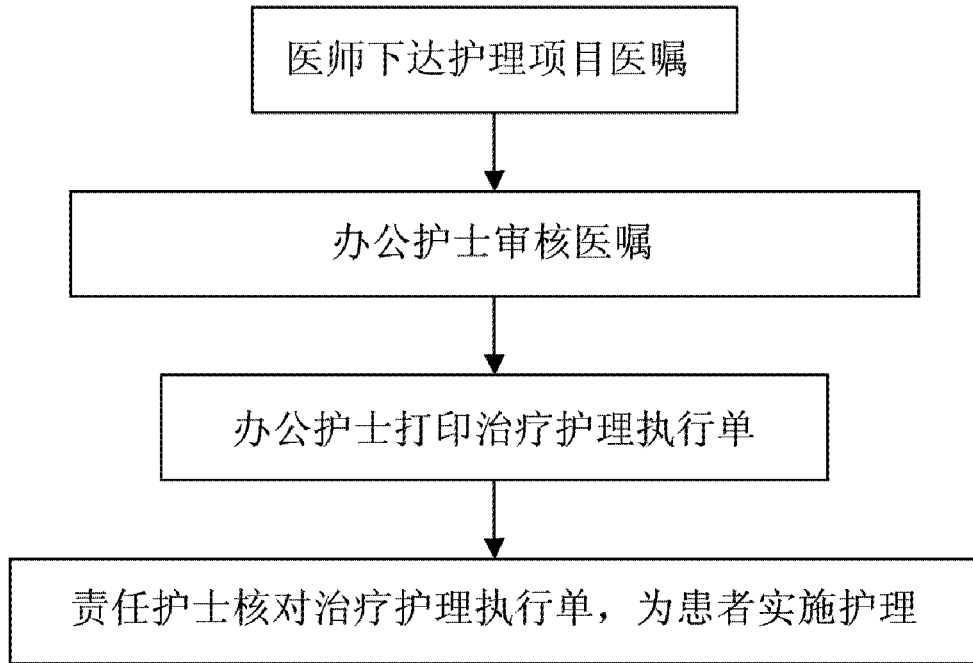 医师下达护理项目医嘱
办公护士审核医嘱
办公护士打印治疗护理执行单
责任护士核对治疗护理执行单，为患者实施护理